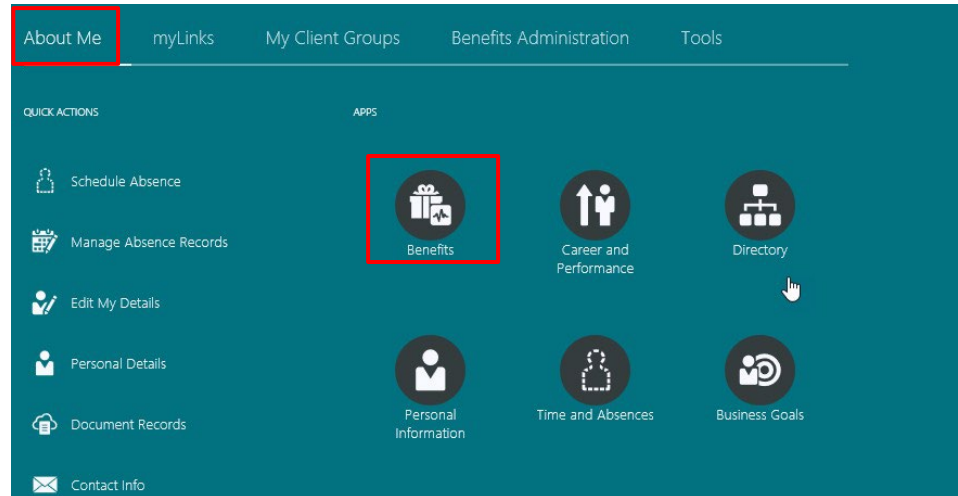 About Me myLinks My Client Groups Benefits Administration Tools
QUICK ACTIONS
Schedule Absence
Manage Absence Records
Edit My Details
Personal Details
Document Records
Contact Info
APPS
Benefits
Career and
Performance
Directory
Personal
Information
Time and Absences
Business Goals